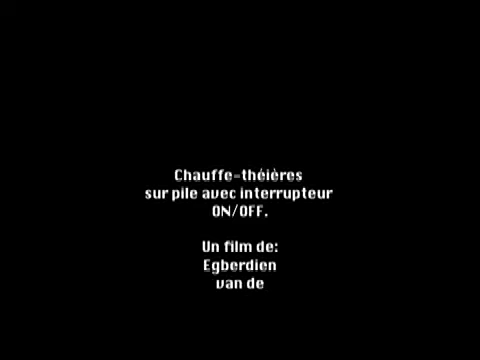 Chauffe-théières
sur pile avec interrupteur
ON/OFF.
Un film de:
Egberdien
van de